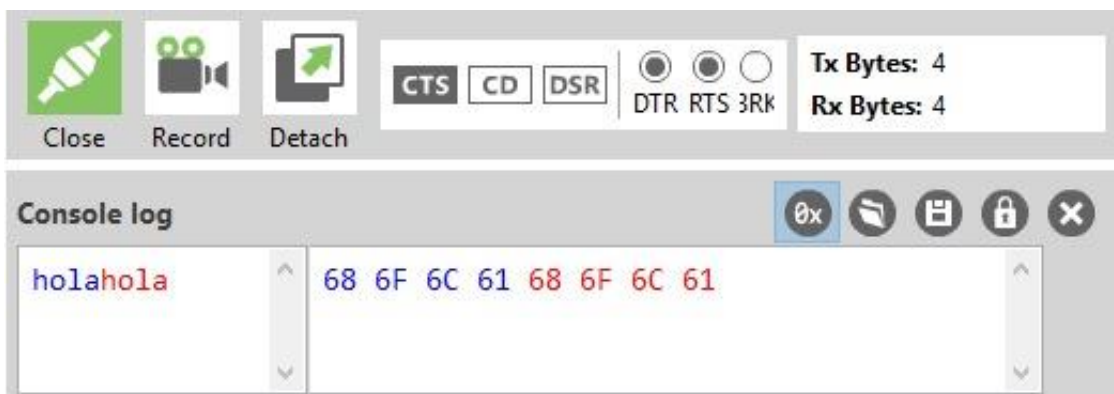 CTS CD DSR
DTR RTS BRK
Tx Bytes: 4
Rx Bytes: 4
Close Record Detach
Console log
0x
holahola
68 6F 6C 61 68 6F 6C 61